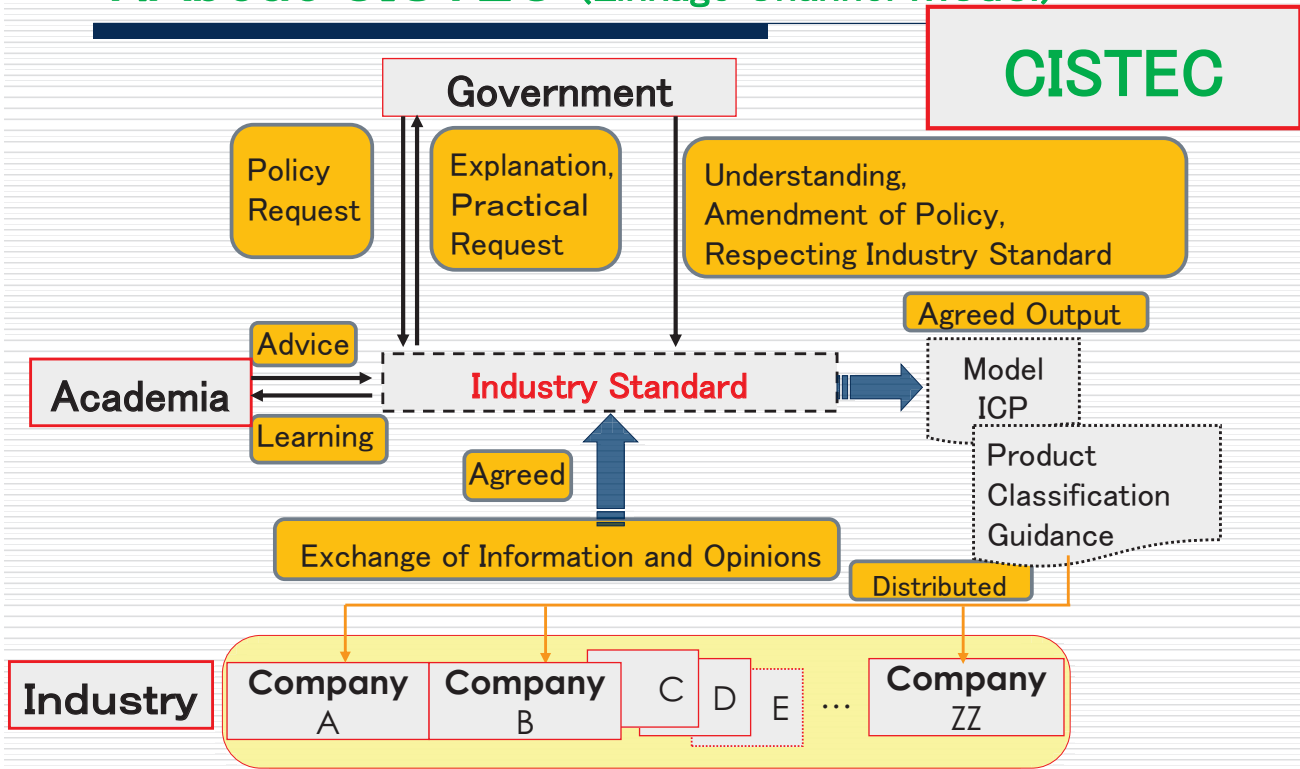 CISTEC
Government
Policy
Request
Explanation,
Practical
Request
Understanding,
Amendment of Policy,
Respecting Industry Standard
Agreed Output
Advice
Academia
Learning
Industry Standard
Model
ICP
Product
Classification
Guidance
Agreed
Exchange of Information and Opinions
Distributed
Industry
Company
A
Company
B
C
D
E
...
Company
ZZ